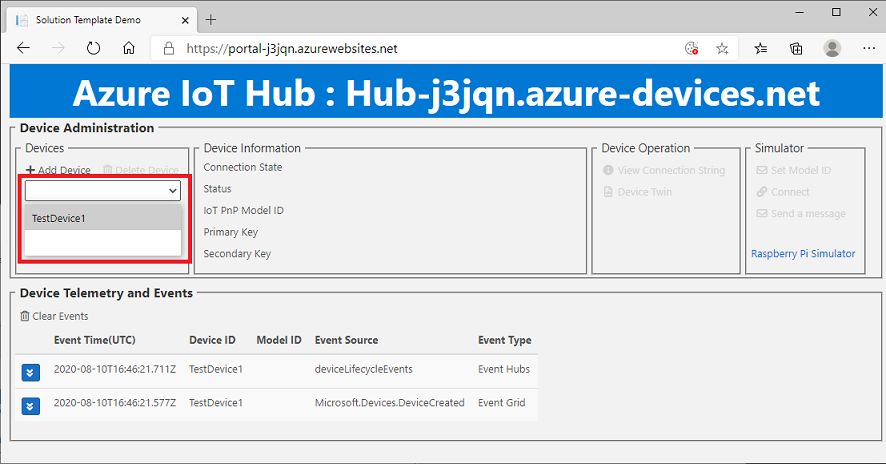 Solution Template Demo
https://portal-j3jqn.azurewebsites.net
Azure IoT Hub : Hub-j3jqn.azure-devices.net
Device Administration
Devices
Add Device Delete Device
TestDevice1
Device Information
Connection State
Status
IoT PnP Model ID
Primary Key
Secondary Key
Device Operation
View Connection String
Device Twin
Simulator
Set Model ID
Connect
Send a message
Raspberry Pi Simulator
Device Telemetry and Events
Clear Events
Event Time(UTC) Device ID Model ID Event Source Event Type
2020-08-10T16:46:21.711Z TestDevice1 deviceLifecycleEvents Event Hubs
2020-08-10T16:46:21.577Z TestDevice1 Microsoft.Devices.DeviceCreated Event Grid